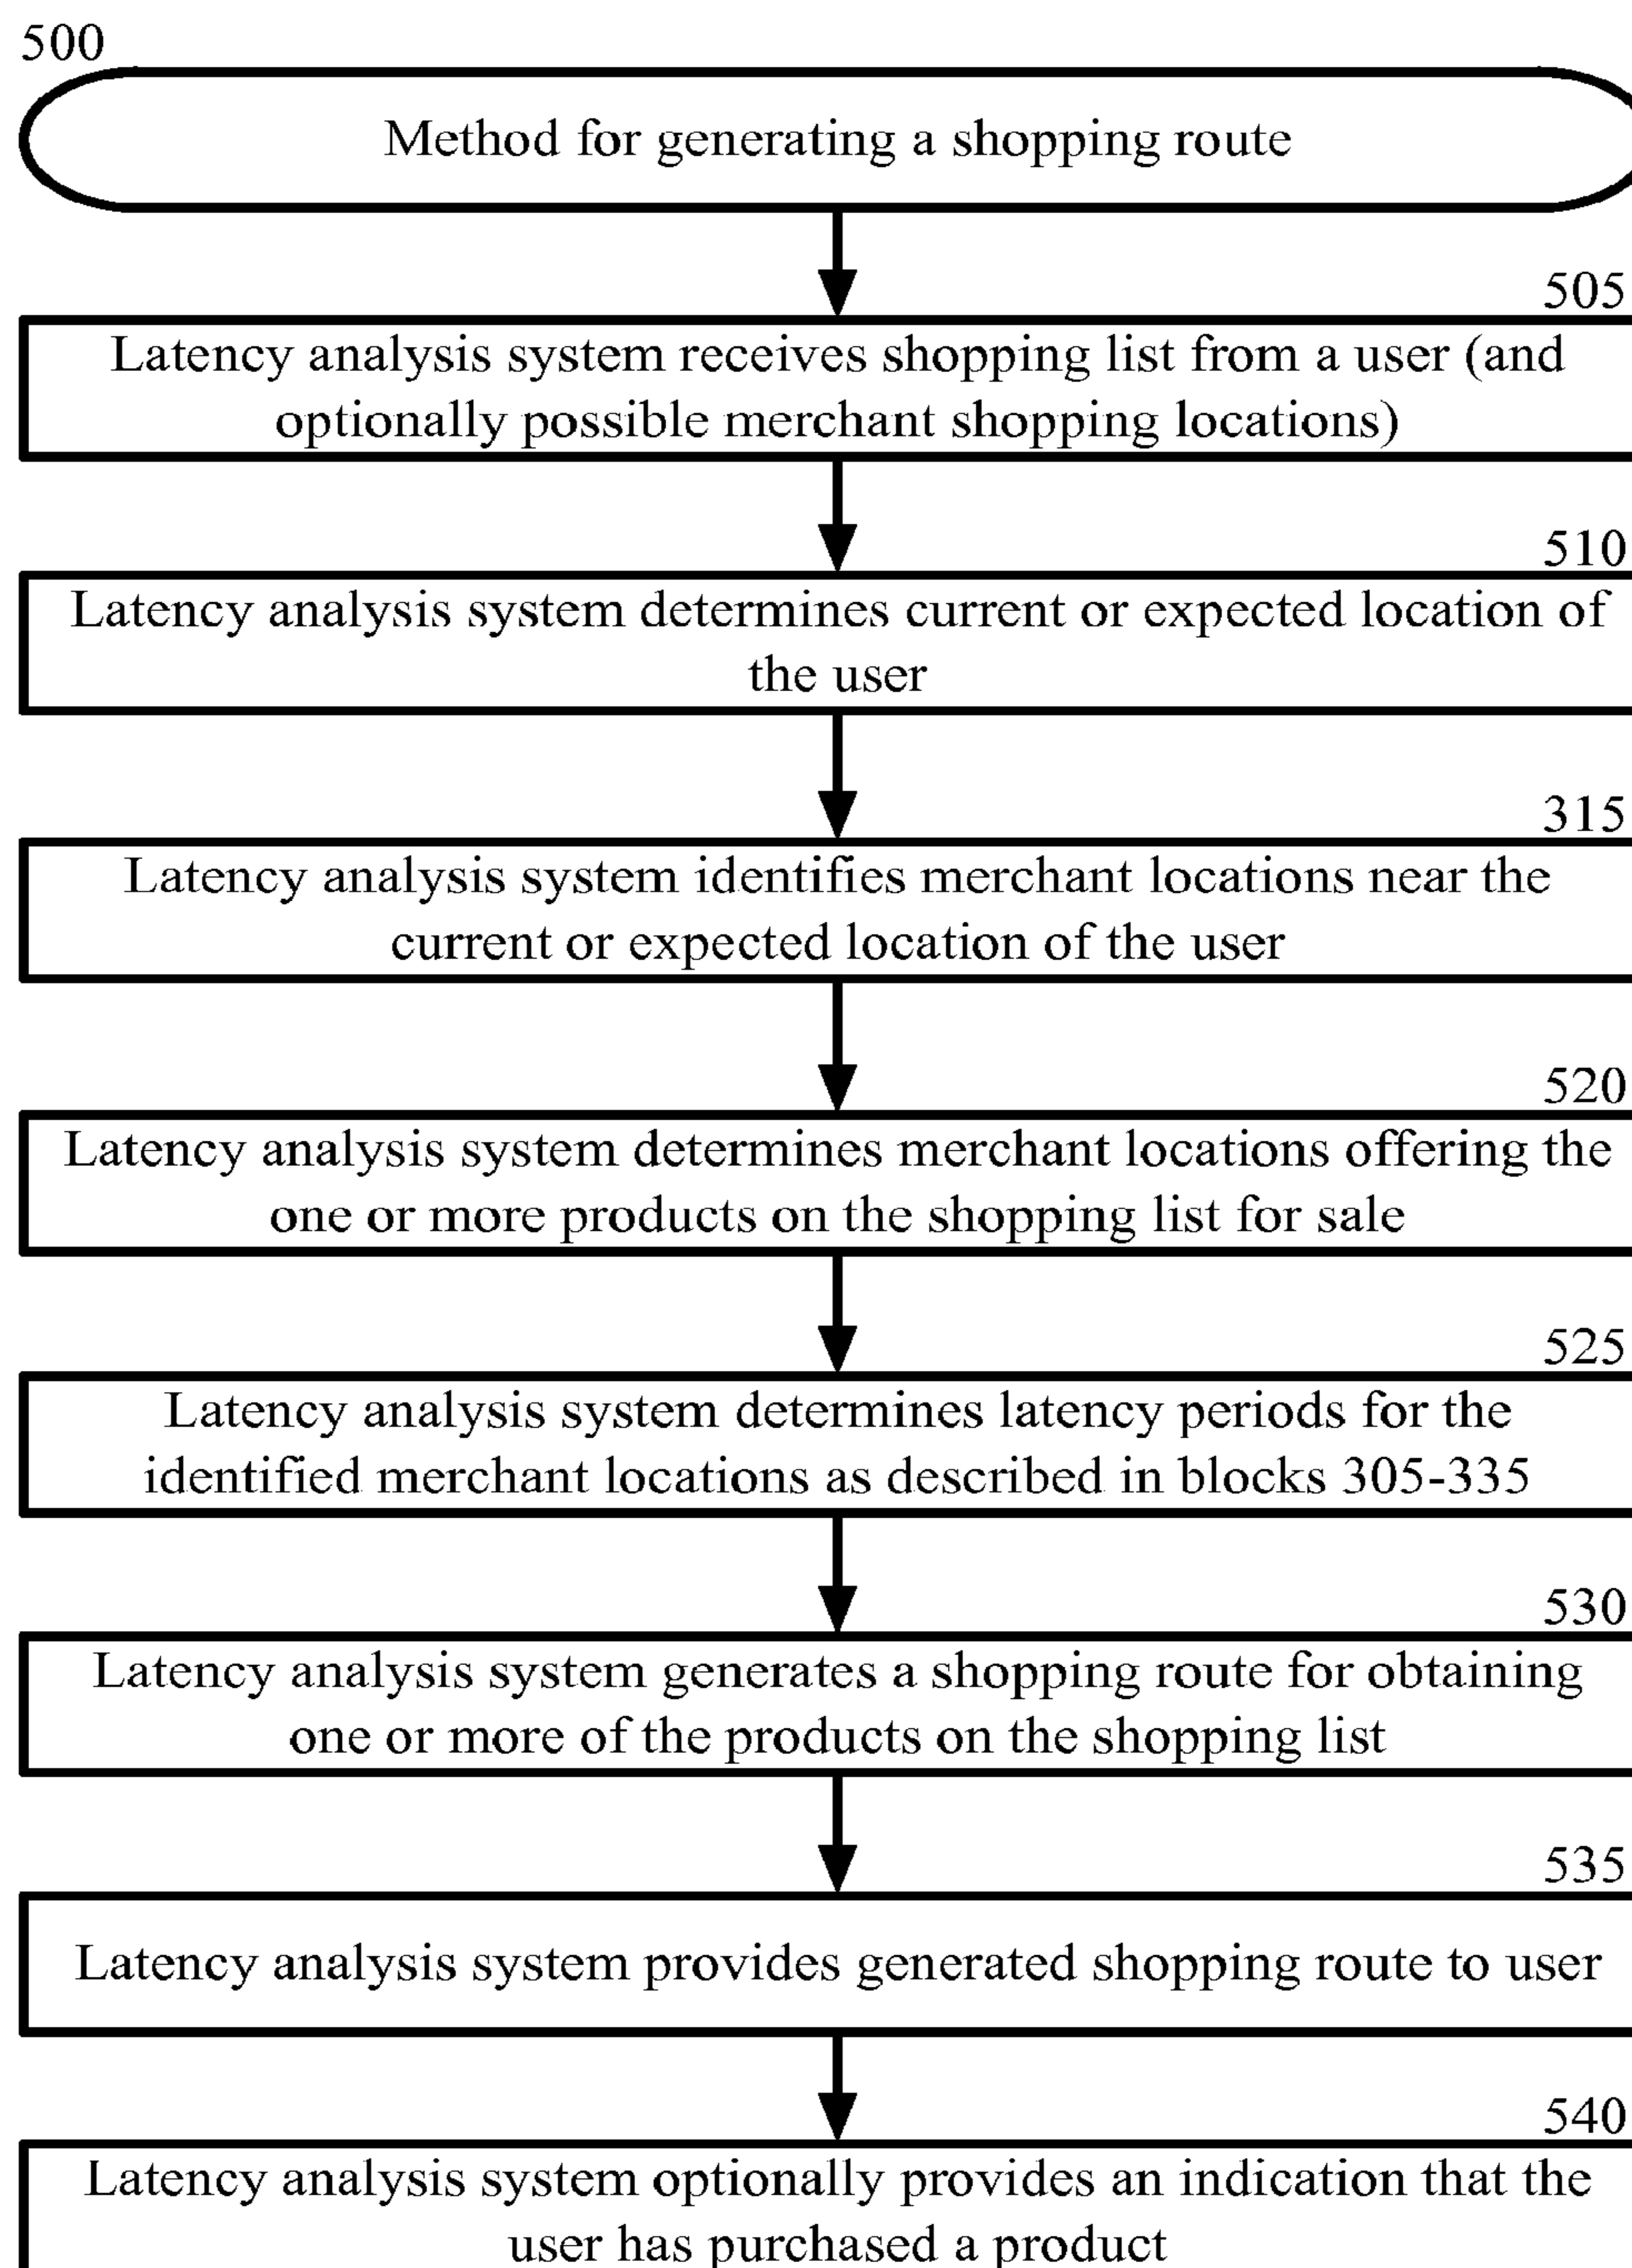 500
Method for generating a shopping route
505
Latency analysis system receives shopping list from a user (and
optionally possible merchant shopping locations)
510
Latency analysis system determines current or expected location of
the user
315
Latency analysis system identifies merchant locations near the
current or expected location of the user
520
Latency analysis system determines merchant locations offering the
one or more products on the shopping list for sale
525
Latency analysis system determines latency periods for the
identified merchant locations as described in blocks 305-335
530
Latency analysis system generates a shopping route for obtaining
one or more of the products on the shopping list
535
Latency analysis system provides generated shopping route to user
540
Latency analysis system optionally provides an indication that the
user has purchased a product